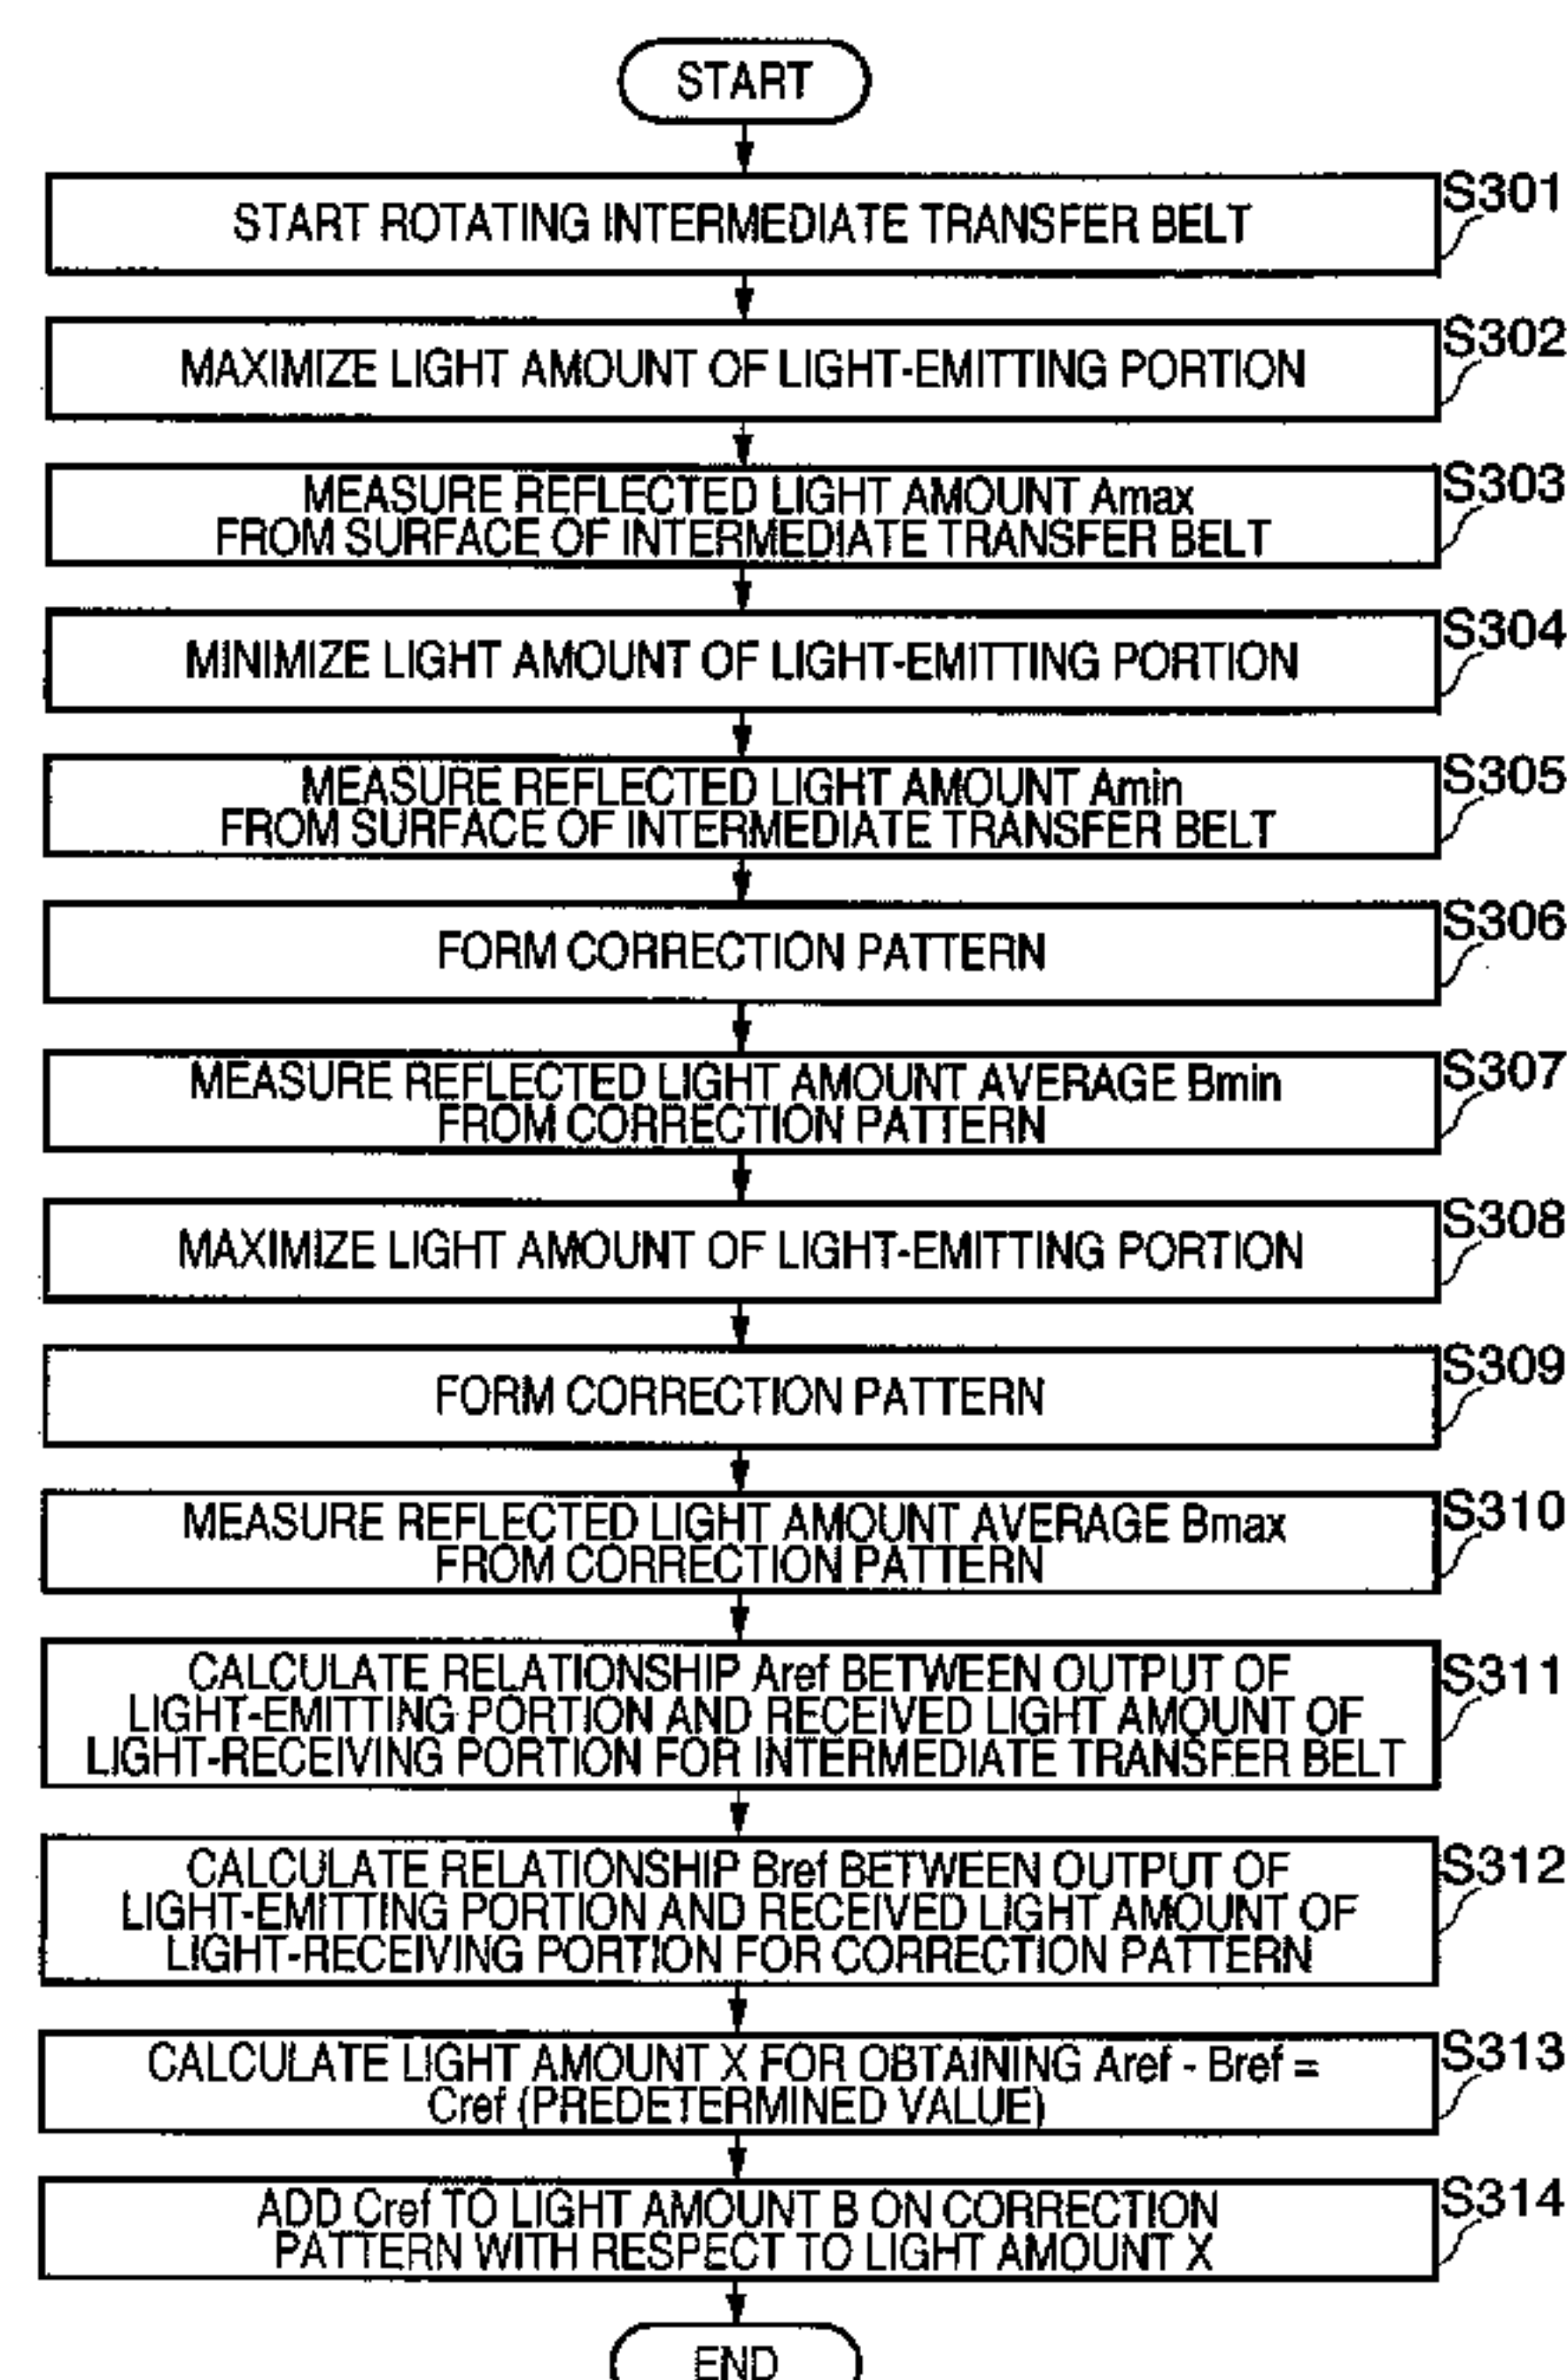 START
S301
START ROTATING INTERMEDIATE TRANSFER BELT
S302
MAXIMIZE LIGHT AMOUNT OF LIGHT-EMITTING PORTION
S303
MEASURE REFLECTED LIGHT AMOUNT Amax
FROM SURFACE OF INTERMEDIATE TRANSFER BELT
S304
MINIMIZE LIGHT AMOUNT OF LIGHT-EMITTING PORTION
S305
MEASURE REFLECTED LIGHT AMOUNT Amin
FROM SURFACE OF INTERMEDIATE TRANSFER BELT
S306
FORM CORRECTION PATTERN
S307
MEASURE REFLECTED LIGHT AMOUNT AVERAGE Bmin
FROM CORRECTION PATTERN
S308
MAXIMIZE LIGHT AMOUNT OF LIGHT-EMITTING PORTION
S309
FORM CORRECTION PATTERN
S310
MEASURE REFLECTED LIGHT AMOUNT AVERAGE Bmax
FROM CORRECTION PATTERN
S311
CALCULATE RELATIONSHIP Aref BETWEEN OUTPUT OF
LIGHT-EMITTING PORTION AND RECEIVED LIGHT AMOUNT OF
LIGHT-RECEIVING PORTION FOR INTERMEDIATE TRANSFER BELT
S312
CALCULATE RELATIONSHIP Bref BETWEEN OUTPUT OF
LIGHT-EMITTING PORTION AND RECEIVED LIGHT AMOUNT OF
LIGHT-RECEIVING PORTION FOR CORRECTION PATTERN
S313
CALCULATE LIGHT AMOUNT X FOR OBTAINING Aref - Bref =
Cref (PREDETERMINED VALUE)
S314
ADD Cref TO LIGHT AMOUNT B ON CORRECTION
PATTERN WITH RESPECT TO LIGHT AMOUNT X
END